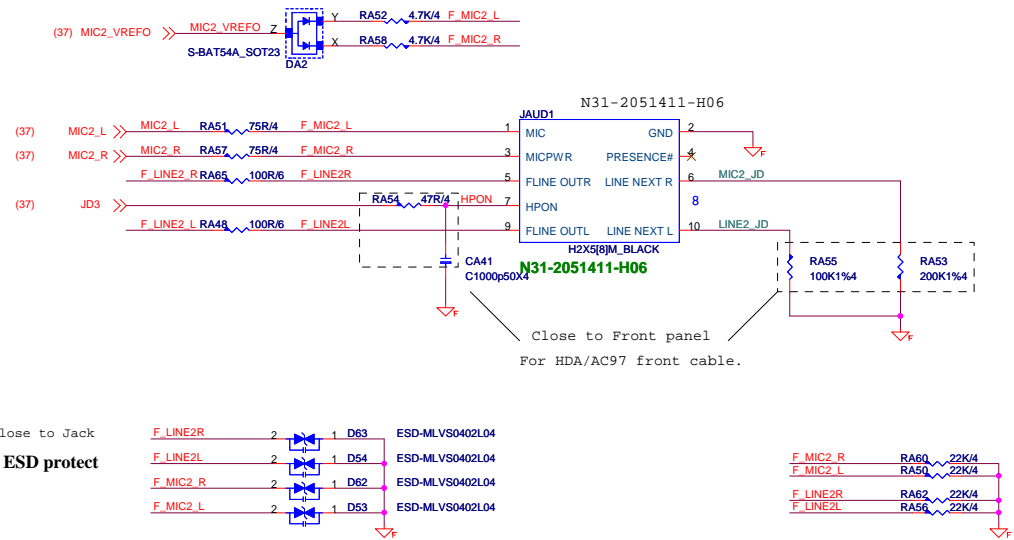 RA52 4.7K/4 F_MIC2_L
Y
(37) MIC2_VREFO MIC2_VREFO Z
RA58 4.7K/4 F_MIC2_R
X
S-BAT54A_SOT23
DA2
N31-2051411-H06
JAUD1
(37) MIC2_L MIC2_L RA51 75R/4 F_MIC2_L 1 MIC GND 2
F
(37) MIC2_R MIC2_R RA57 75R/4 F_MIC2_R 3 MICPWR PRESENCE# 4
F_LINE2_R RA65 100R/6 F_LINE2R 5 FLINE OUTR LINE NEXT R 6 MIC2_JD
(37) JD3 RA54 47R/4 HPON 7 HPON 8
F_LINE2_L RA48 100R/6 F_LINE2L 9 FLINE OUTL LINE NEXT L 10 LINE2_JD
H2X5[8]M_BLACK
N31-2051411-H06
CA41
C1000p50X4
F
RA55
100K1%4
RA53
200K1%4
F
Close to Front panel
For HDA/AC97 front cable.
lose to Jack
ESD protect
F_LINE2R 2 1 D63 ESD-MLVS0402L04
F_LINE2L 2 1 D54 ESD-MLVS0402L04
F_MIC2_R 2 1 D62 ESD-MLVS0402L04
F_MIC2_L 2 1 D53 ESD-MLVS0402L04
F
F_MIC2_R RA60 22K/4
F_MIC2_L RA50 22K/4
F_LINE2R RA62 22K/4
F_LINE2L RA56 22K/4
F